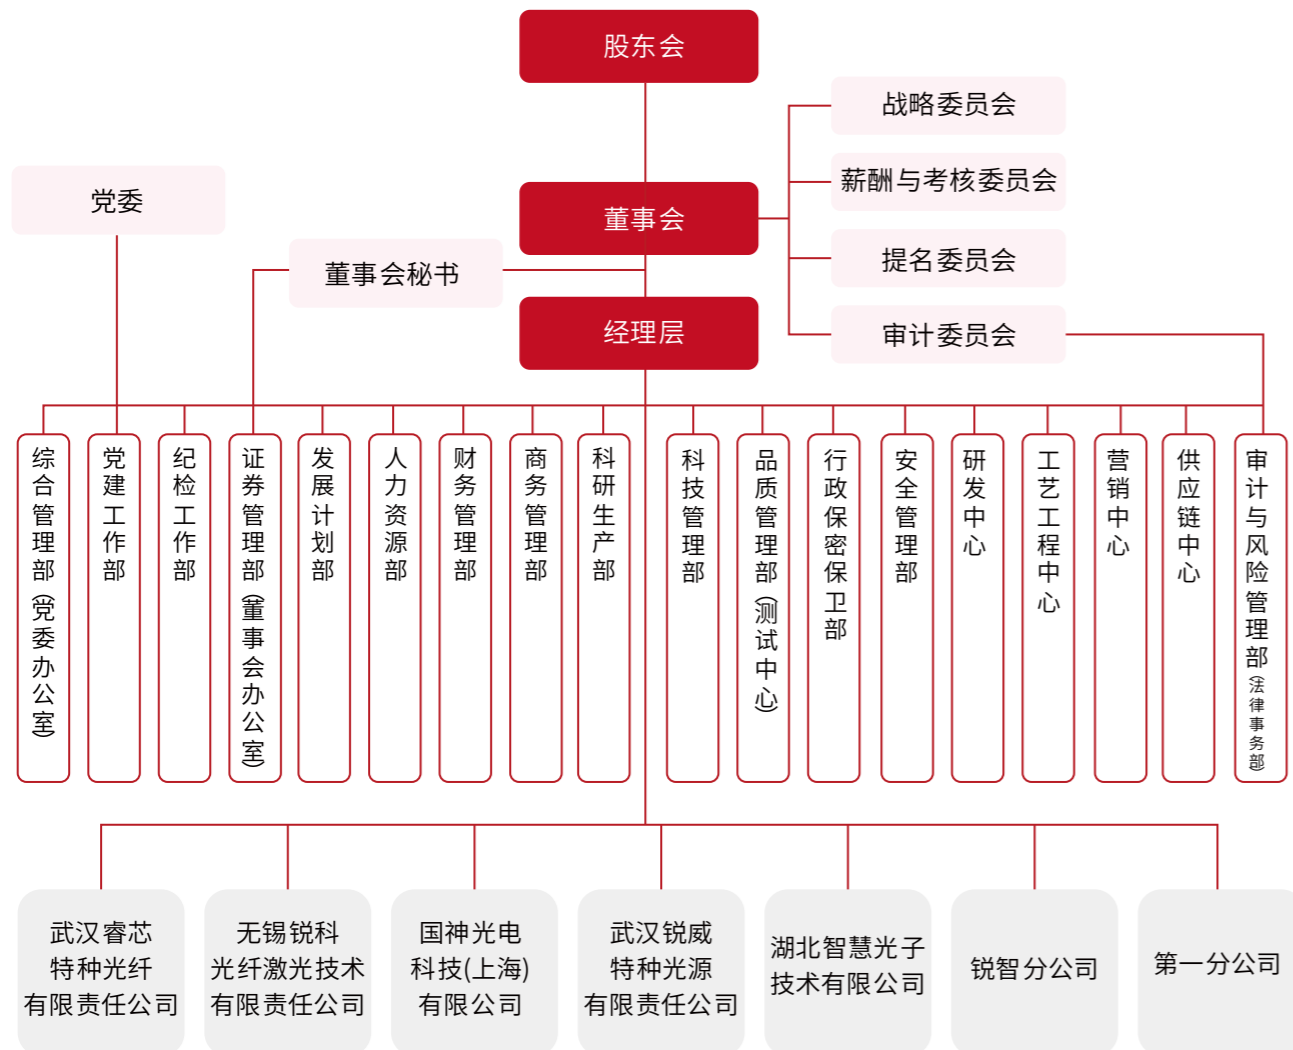 股东会
战略委员会
薪酬与考核委员会
党委
董事会
提名委员会
董事会秘书
经理层
审计委员会
综合管理部(党委办公室)
党建工作部
纪检工作部
证券管理部(董事会办公室)
发展计划部
人力资源部
财务管理部
商务管理部
科研生产部
科技管理部
品质管理部(测试中心)
行政保密保卫部
安全管理部
研发中心
工艺工程中心
营销中心
供应链中心
审计与风险管理部(法律事务部)
武汉睿芯
特种光纤
有限责任公司
无锡锐科
光纤激光技术
有限责任公司
国神光电
科技(上海)
有限公司
武汉锐威
特种光源
有限责任公司
湖北智慧光子
技术有限公司
锐智分公司
第一分公司